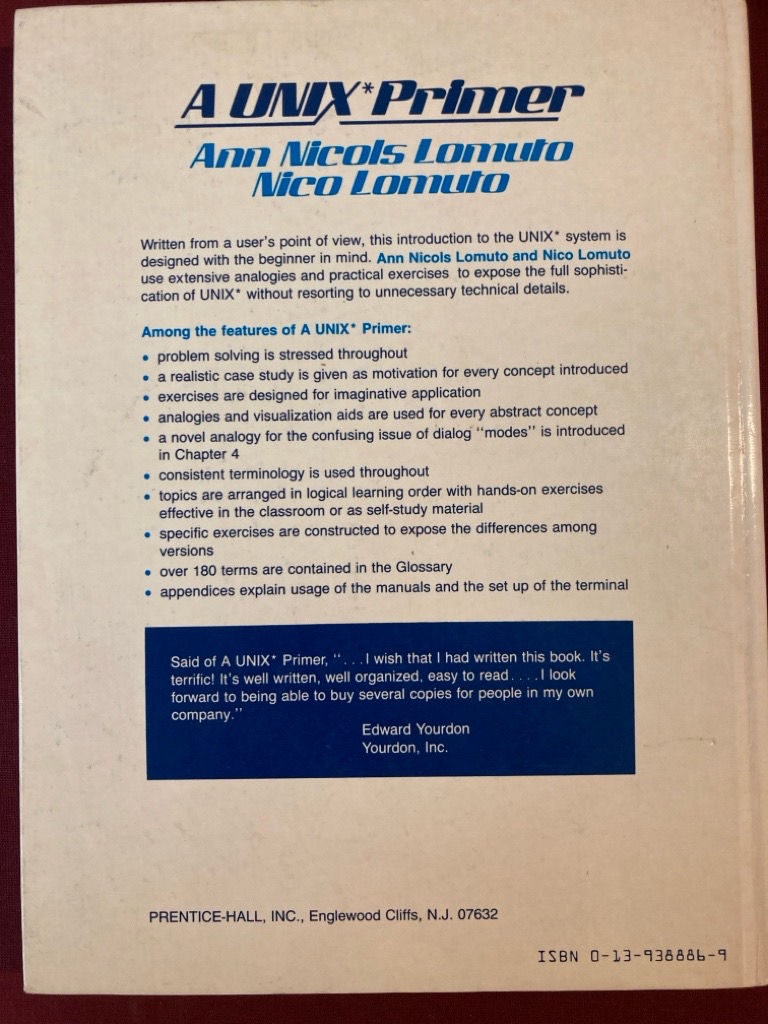 A UNIX*Primer
Ann Nicols Lomuto
Nico Lomuto
Written from a user's point of view, this introduction to the UNIX* system is
designed with the beginner in mind. Ann Nicols Lomuto and Nico Lomuto
use extensive analogies and practical exercises to expose the full sophisti-
cation of UNIX* without resorting to unnecessary technical details.
Among the features of A UNIX* Primer:
• problem solving is stressed throughout
• a realistic case study is given as motivation for every concept introduced
• exercises are designed for imaginative application
• analogies and visualization aids are used for every abstract concept
• a novel analogy for the confusing issue of dialog "modes" is introduced
in Chapter 4
• consistent terminology is used throughout
• topics are arranged in logical learning order with hands-on exercises
effective in the classroom or as self-study material
• specific exercises are constructed to expose the differences among
versions
• over 180 terms are contained in the Glossary
• appendices explain usage of the manuals and the set up of the terminal
Said of A UNIX* Primer, "...I wish that I had written this book. It's
terrific! It's well written, well organized, easy to read....I look
forward to being able to buy several copies for people in my own
company."
Edward Yourdon
Yourdon, Inc.
PRENTICE-HALL, INC., Englewood Cliffs, N.J. 07632
ISBN 0-13-938886-9